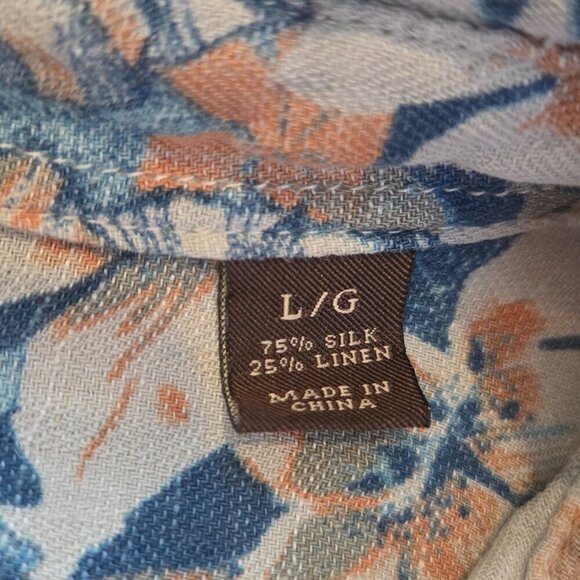 L/G
75% SILK
25% LINEN
MADE IN
CHINA